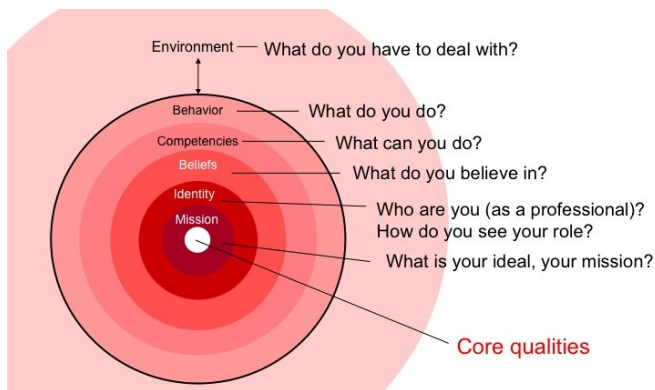 Environment
What do you have to deal with?
Behavior
What do you do?
Competencies
What can you do?
Beliefs
What do you believe in?
Identity
Who are you (as a professional)?
How do you see your role?
Mission
What is your ideal, your mission?
Core qualities